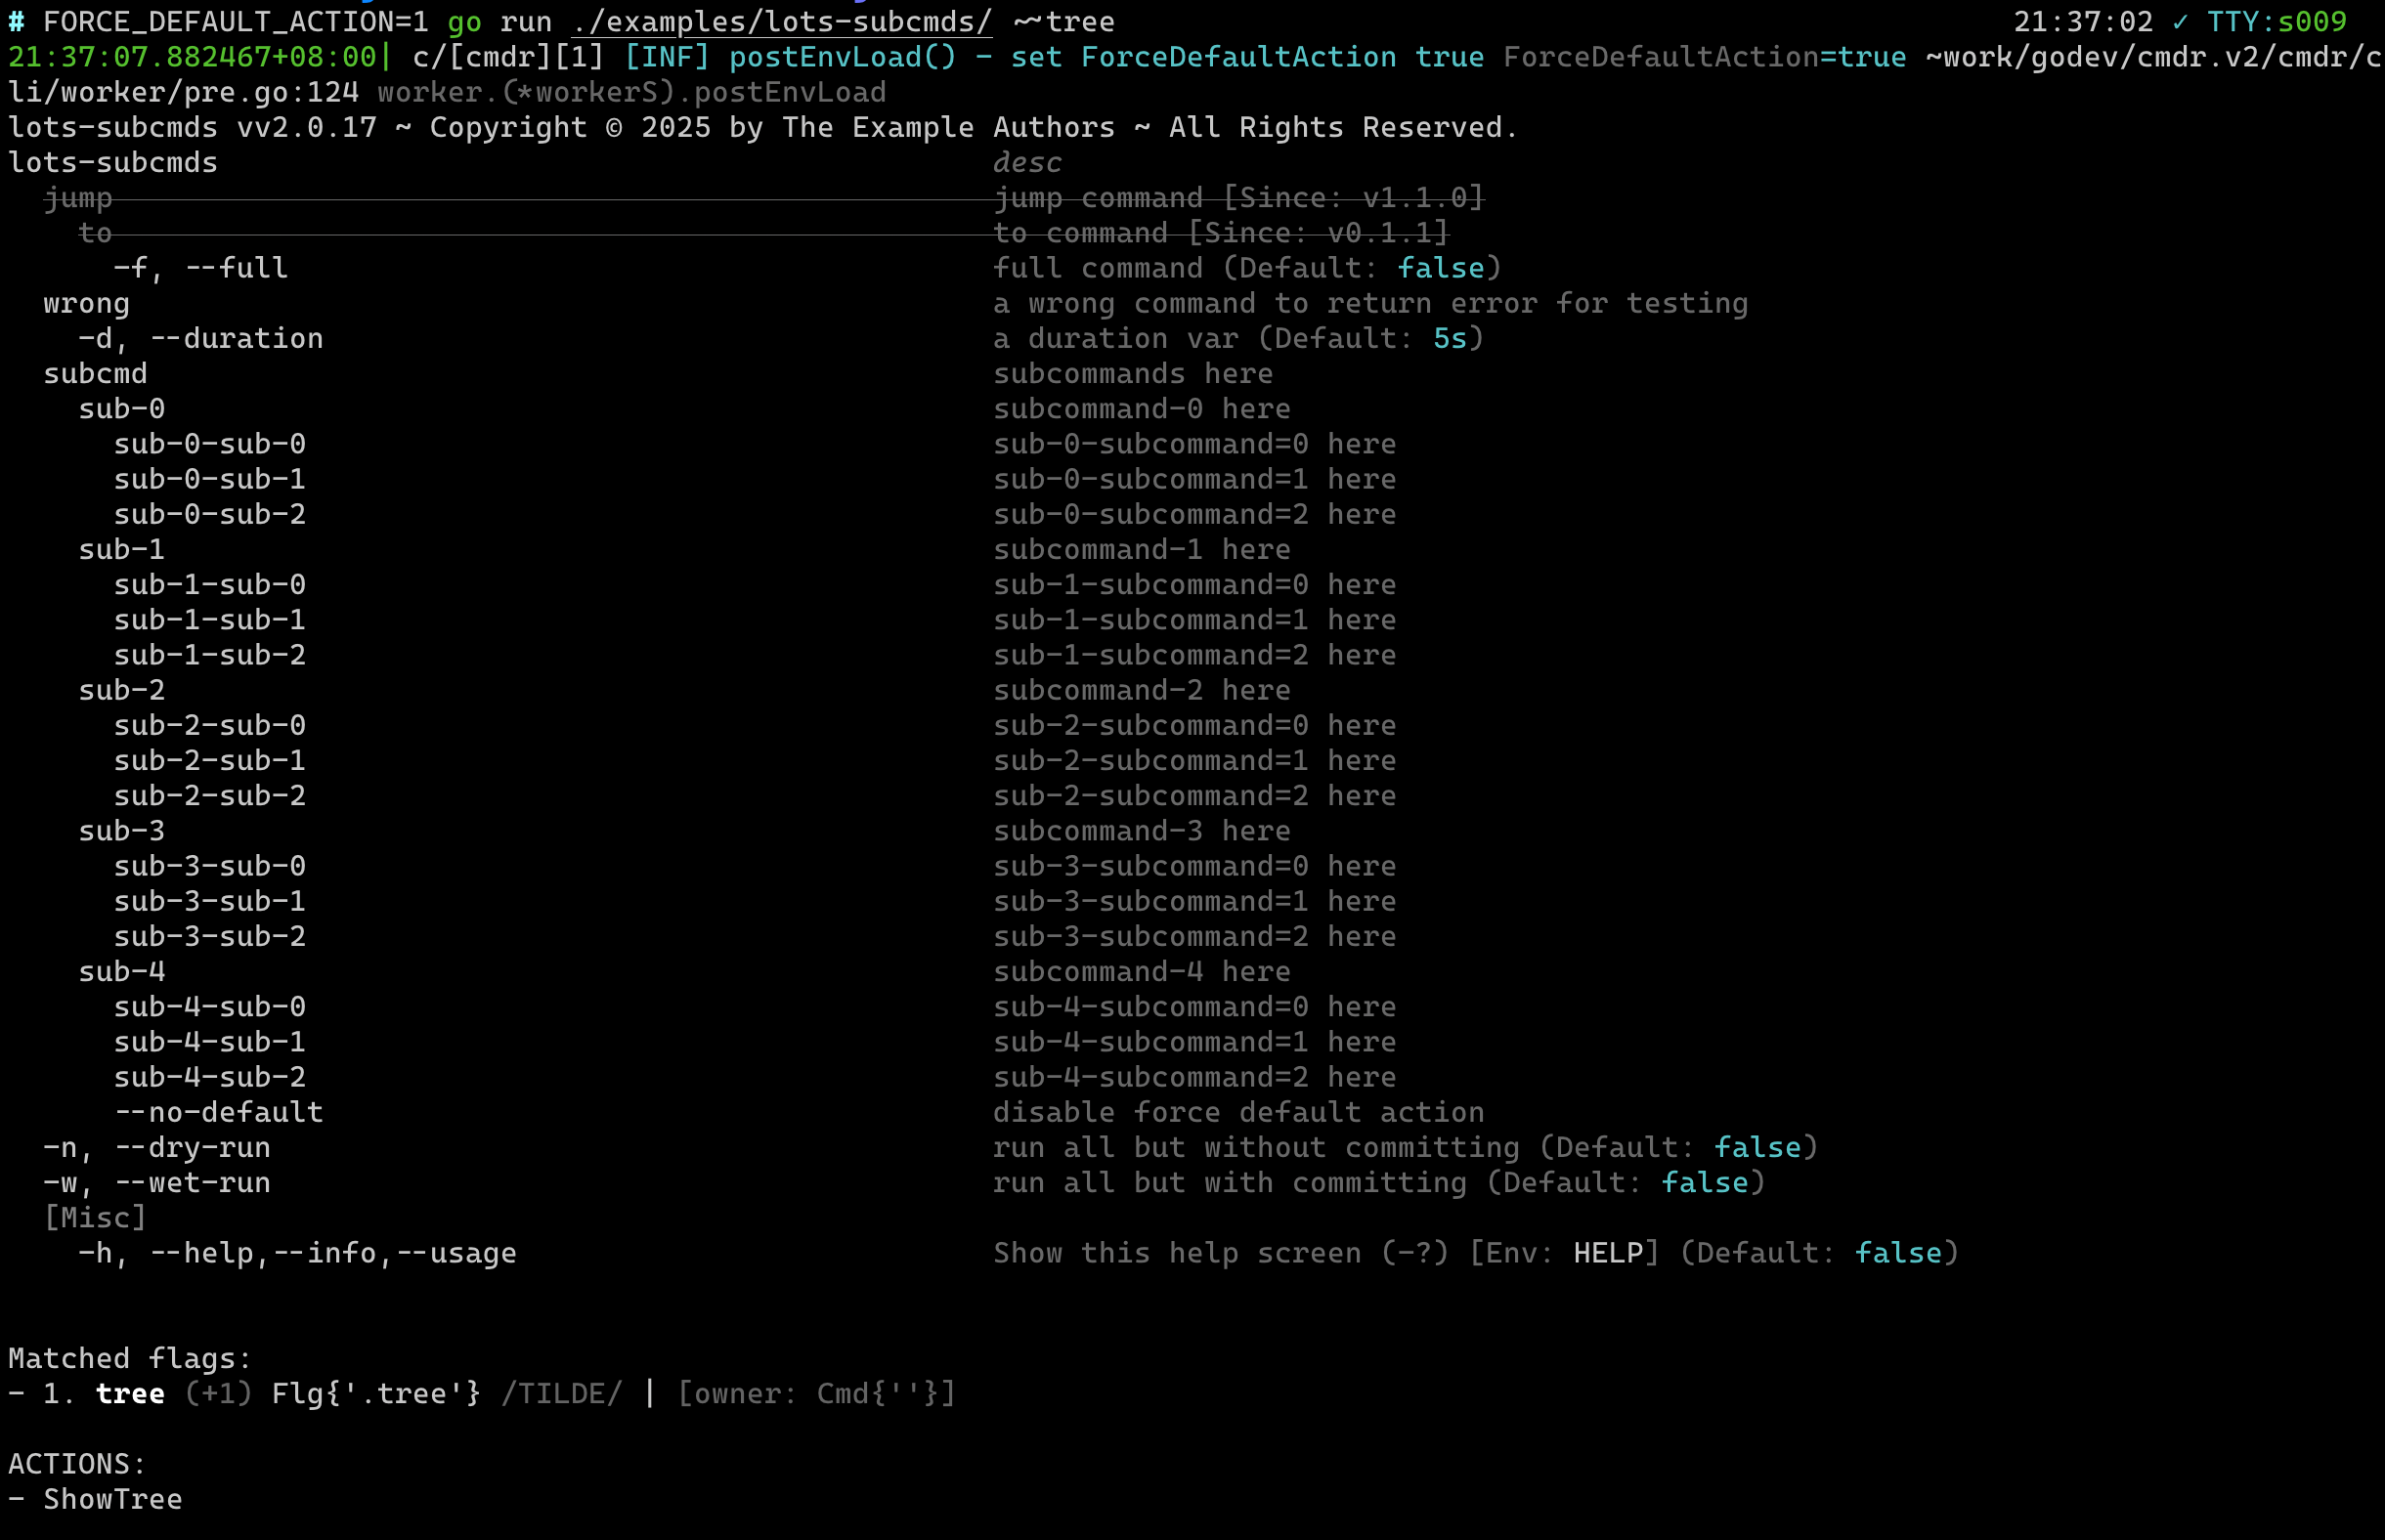 # FORCE_DEFAULT_ACTION=1 go run ./examples/lots-subcmds/ ~~tree 21:37:02 ✓ TTY:s009
21:37:07.882467+08:00| c/[cmdr][1] [INF] postEnvLoad() - set ForceDefaultAction true ForceDefaultAction=true ~work/godev/cmdr.v2/cmdr/c
li/worker/pre.go:124 worker.(*workerS).postEnvLoad
lots-subcmds vv2.0.17 ~ Copyright © 2025 by The Example Authors ~ All Rights Reserved.
lots-subcmds desc
jump jump command [Since: v1.1.0]
to to command [Since: v0.1.1]
-f, --full full command (Default: false)
wrong a wrong command to return error for testing
-d, --duration a duration var (Default: 5s)
subcmd subcommands here
sub-0 subcommand-0 here
sub-0-sub-0 sub-0-subcommand=0 here
sub-0-sub-1 sub-0-subcommand=1 here
sub-0-sub-2 sub-0-subcommand=2 here
sub-1 subcommand-1 here
sub-1-sub-0 sub-1-subcommand=0 here
sub-1-sub-1 sub-1-subcommand=1 here
sub-1-sub-2 sub-1-subcommand=2 here
sub-2 subcommand-2 here
sub-2-sub-0 sub-2-subcommand=0 here
sub-2-sub-1 sub-2-subcommand=1 here
sub-2-sub-2 sub-2-subcommand=2 here
sub-3 subcommand-3 here
sub-3-sub-0 sub-3-subcommand=0 here
sub-3-sub-1 sub-3-subcommand=1 here
sub-3-sub-2 sub-3-subcommand=2 here
sub-4 subcommand-4 here
sub-4-sub-0 sub-4-subcommand=0 here
sub-4-sub-1 sub-4-subcommand=1 here
sub-4-sub-2 sub-4-subcommand=2 here
--no-default disable force default action
-n, --dry-run run all but without committing (Default: false)
-w, --wet-run run all but with committing (Default: false)
[Misc]
-h, --help,--info,--usage Show this help screen (-?) [Env: HELP] (Default: false)
Matched flags:
- 1. tree (+1) Flg{'.tree'} /TILDE/ | [owner: Cmd{''}]
ACTIONS:
- ShowTree